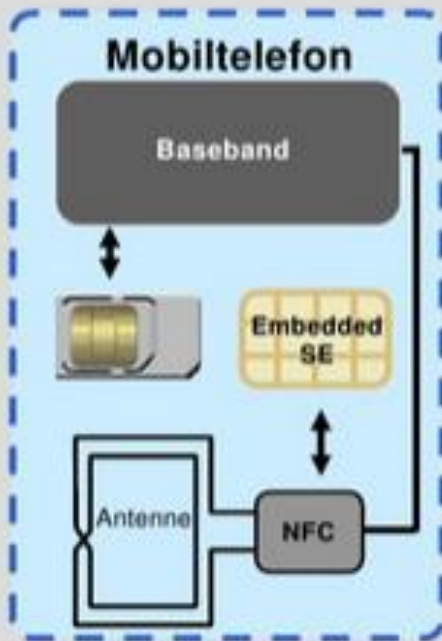 Mobiltelefon
Baseband
Embedded
SE
Antenne
NFC